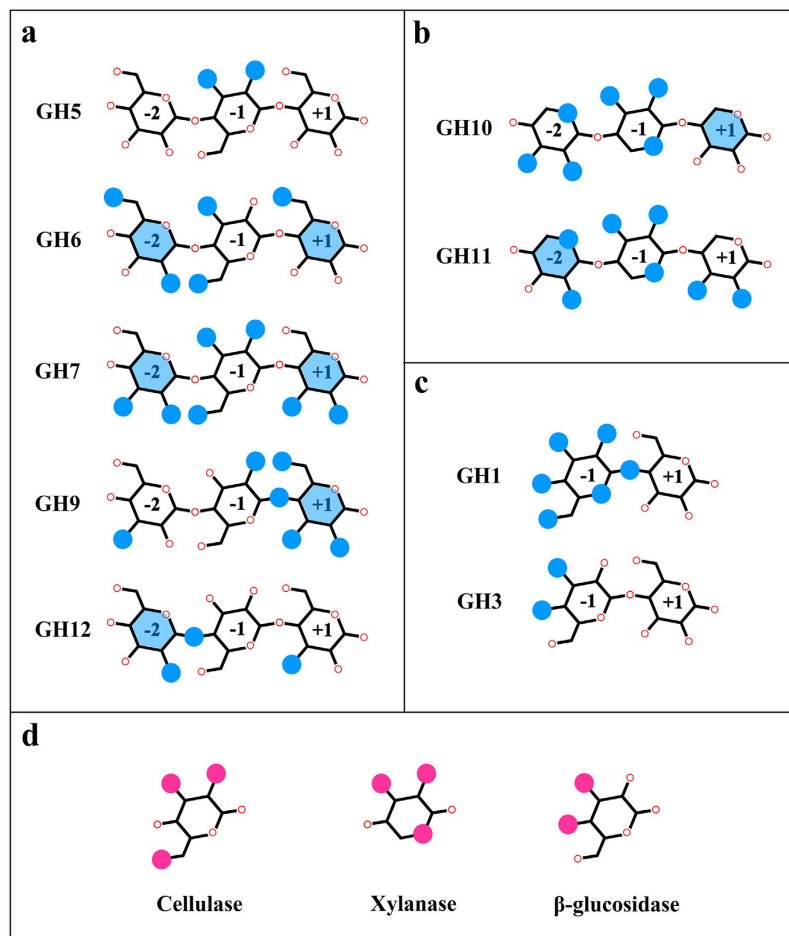 a
GH5 -2 -1 +1
GH6 -2 -1 +1
GH7 -2 -1 +1
GH9 -2 -1 +1
GH12 -2 -1 +1
b
GH10 -2 -1 +1
GH11 -2 -1 +1
c
GH1 -1 +1
GH3 -1 +1
d
Cellulase Xylanase β-glucosidase